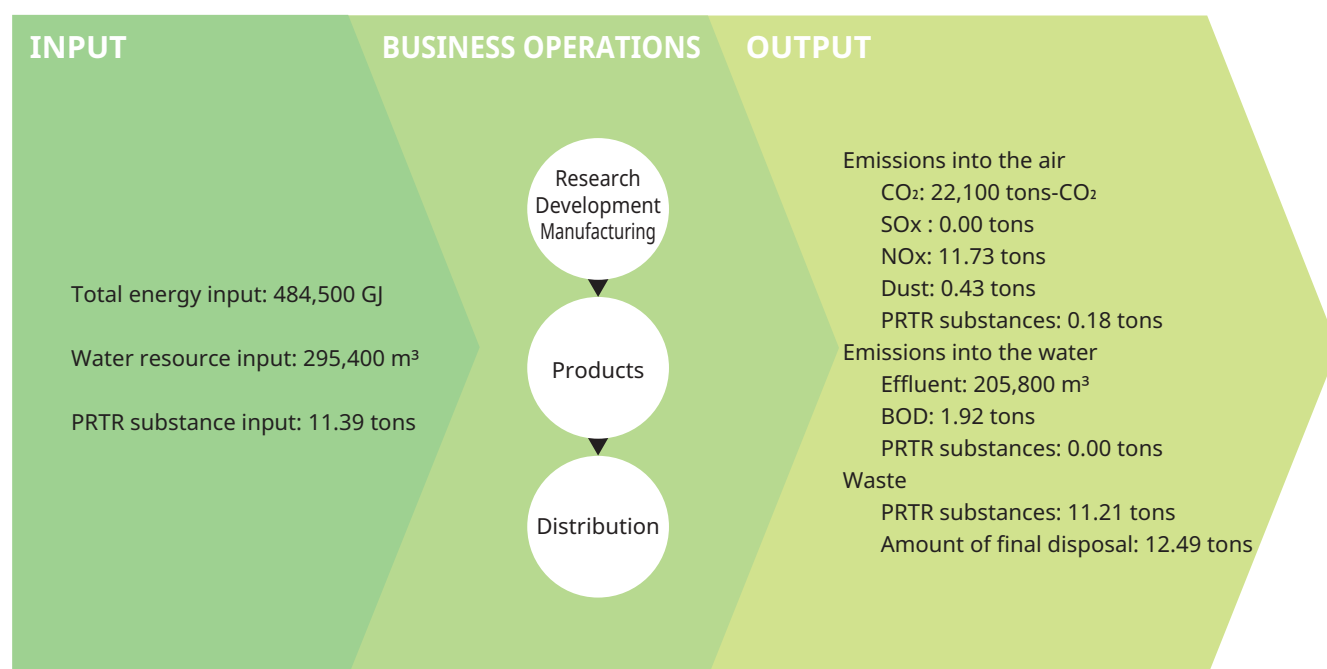 INPUT
BUSINESS OPERATIONS
OUTPUT
Total energy input: 484,500 GJ
Water resource input: 295,400 m³
PRTR substance input: 11.39 tons
Research
Development
Manufacturing
Products
Distribution
Emissions into the air
CO₂: 22,100 tons-CO₂
SOx : 0.00 tons
NOx: 11.73 tons
Dust: 0.43 tons
PRTR substances: 0.18 tons
Emissions into the water
Effluent: 205,800 m³
BOD: 1.92 tons
PRTR substances: 0.00 tons
Waste
PRTR substances: 11.21 tons
Amount of final disposal: 12.49 tons